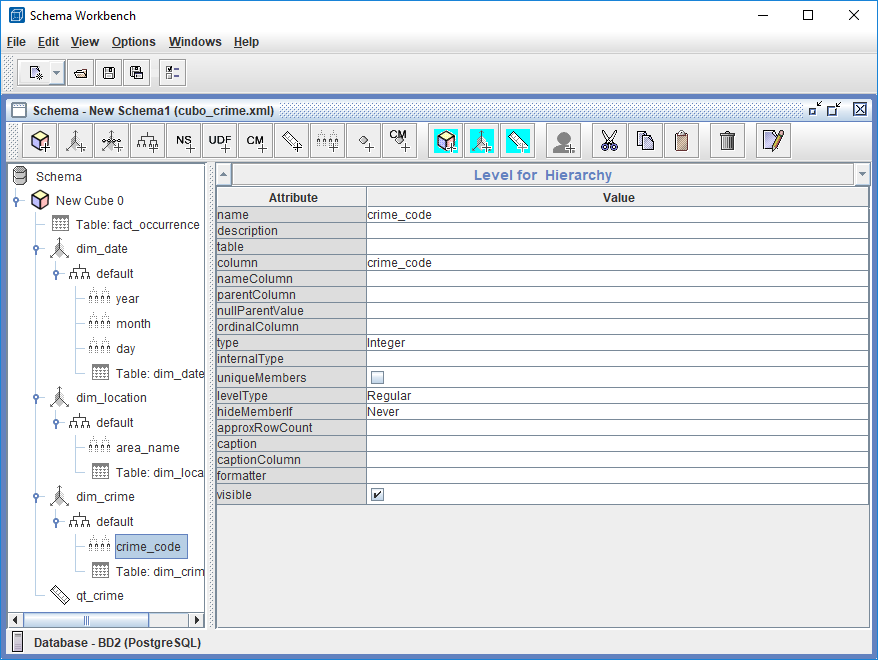 Schema Workbench
File Edit View Options Windows Help
Schema - New Schema1 (cubo_crime.xml)
NS UDF CM CM
Schema
New Cube 0
Table: fact_occurrence
dim_date
default
year
month
day
Table: dim_date
dim_location
default
area_name
Table: dim_loca
dim_crime
default
crime_code
Table: dim_crim
qt_crime
Level for Hierarchy
Attribute Value
name crime_code
description
table
column crime_code
nameColumn
parentColumn
nullParentValue
ordinalColumn
type Integer
internalType
uniqueMembers
levelType Regular
hideMemberIf Never
approxRowCount
caption
captionColumn
formatter
visible
Database - BD2 (PostgreSQL)